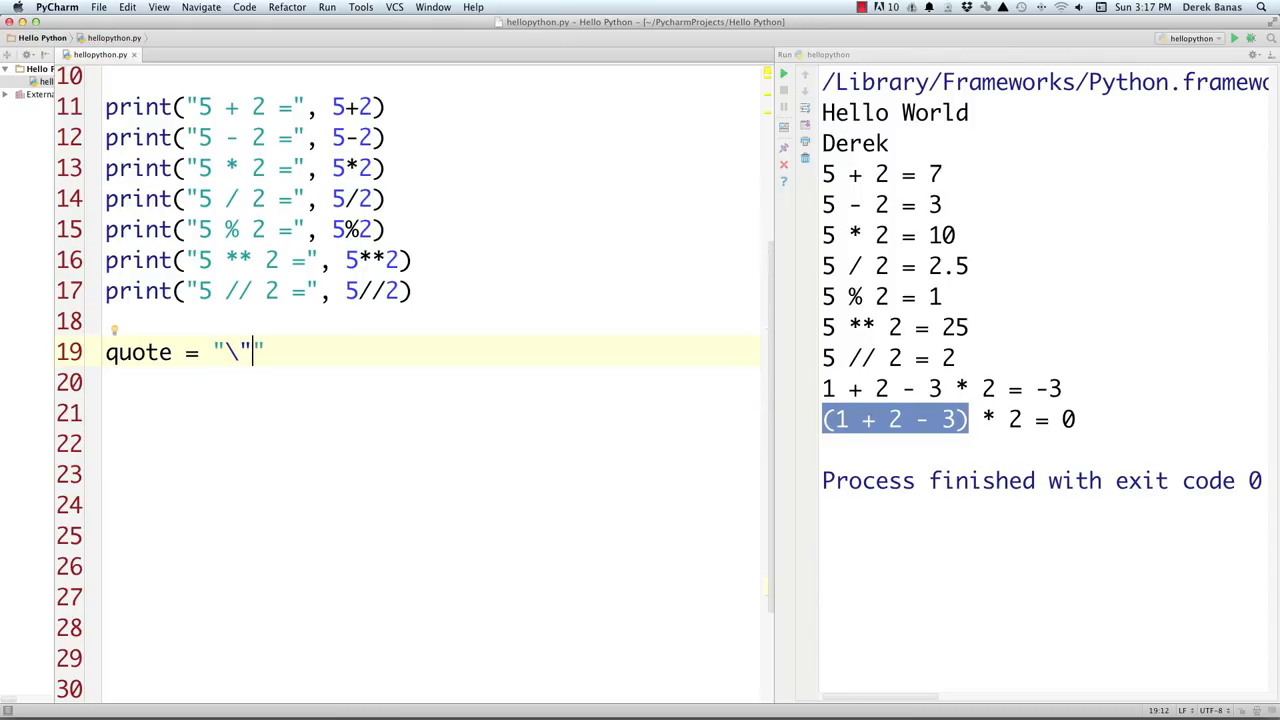 PyCharm File Edit View Navigate Code Refactor Run Tools VCS Window Help 10 Sun 3:17 PM Derek Banas
hellopython.py - [~/PycharmProjects/Hello Python]
Hello Python hellopython.py hellopython
hellopython.py Run hellopython
Hello F
hell
Externa
10
11 print("5 + 2 =", 5+2)
12 print("5 - 2 =", 5-2)
13 print("5 * 2 =", 5*2)
14 print("5 / 2 =", 5/2)
15 print("5 % 2 =", 5%2)
16 print("5 ** 2 =", 5**2)
17 print("5 // 2 =", 5//2)
18
19 quote = "\""
20
21
22
23
24
25
26
27
28
29
30
/Library/Frameworks/Python.framewo
Hello World
Derek
5 + 2 = 7
5 - 2 = 3
5 * 2 = 10
5 / 2 = 2.5
5 % 2 = 1
5 ** 2 = 25
5 // 2 = 2
1 + 2 - 3 * 2 = -3
(1 + 2 - 3) * 2 = 0
Process finished with exit code 0
19:12 LF UTF-8